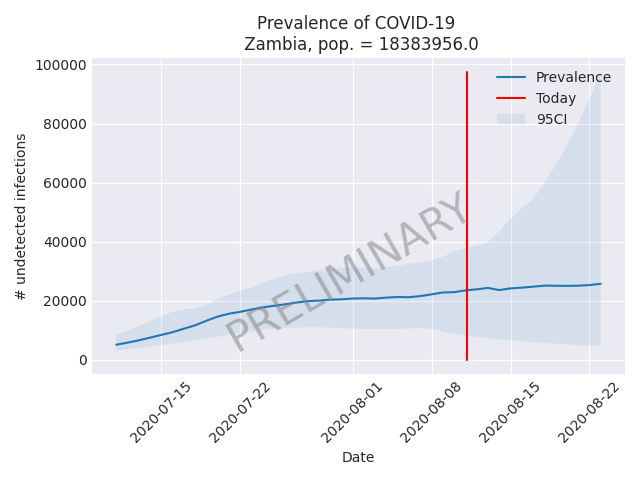 Prevalence of COVID-19
Zambia, pop. = 18383956.0
100000
80000
60000
40000
20000
0
# undetected infections
Prevalence
Today
95CI
PRELIMINARY
2020-07-15
2020-07-22
2020-08-01
2020-08-08
2020-08-15
2020-08-22
Date